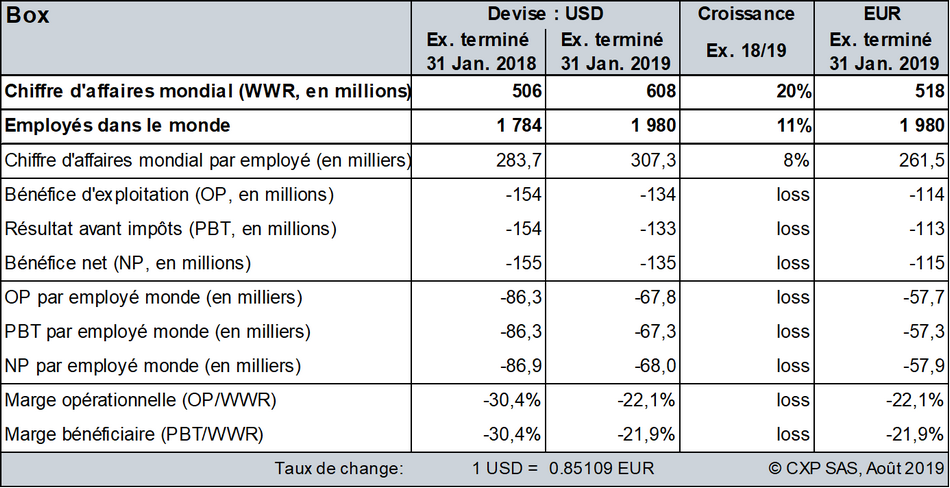 Box Devise : USD Croissance EUR
Ex. terminé Ex. terminé Ex. 18/19 Ex. terminé
31 Jan. 2018 31 Jan. 2019 31 Jan. 2019
Chiffre d'affaires mondial (WWR, en millions) 506 608 20% 518
Employés dans le monde 1 784 1 980 11% 1 980
Chiffre d'affaires mondial par employé (en milliers) 283,7 307,3 8% 261,5
Bénéfice d'exploitation (OP, en millions) -154 -134 loss -114
Résultat avant impôts (PBT, en millions) -154 -133 loss -113
Bénéfice net (NP, en millions) -155 -135 loss -115
OP par employé monde (en milliers) -86,3 -67,8 loss -57,7
PBT par employé monde (en milliers) -86,3 -67,3 loss -57,3
NP par employé monde (en milliers) -86,9 -68,0 loss -57,9
Marge opérationnelle (OP/WWR) -30,4% -22,1% loss -22,1%
Marge bénéficiaire (PBT/WWR) -30,4% -21,9% loss -21,9%
Taux de change: 1 USD = 0.85109 EUR © CXP SAS, Août 2019